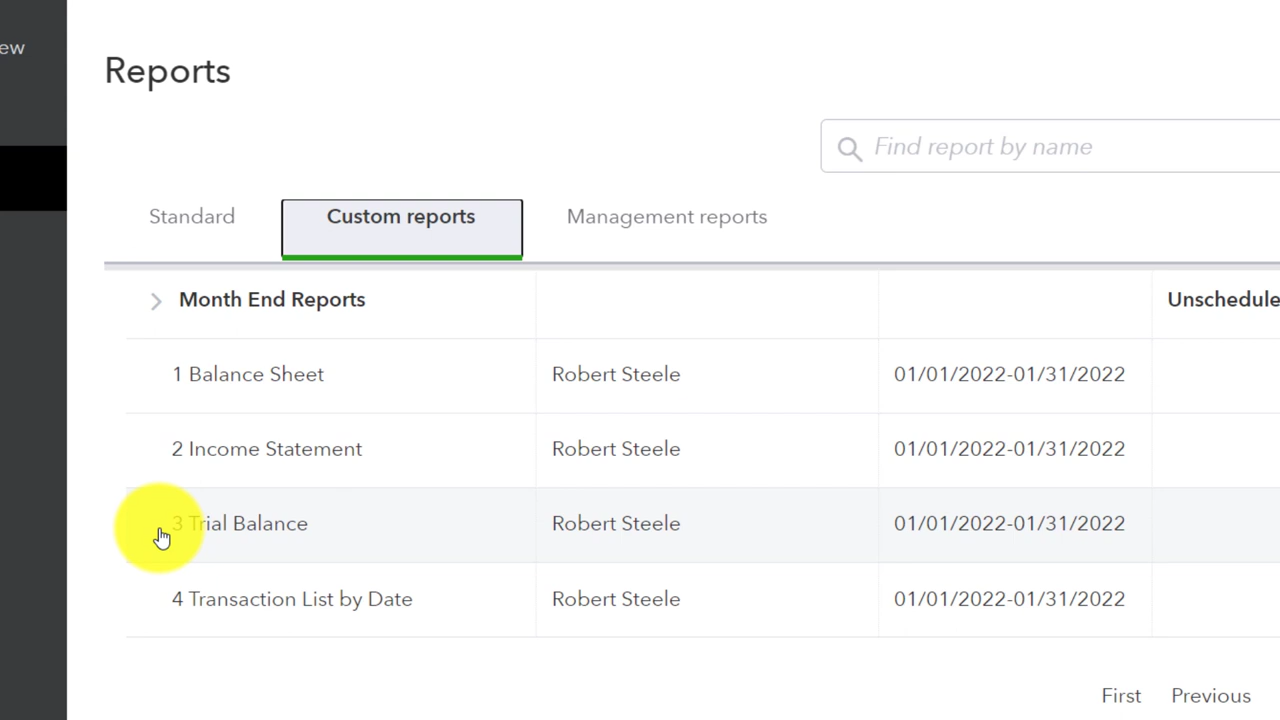 ew
Reports
Find report by name
Standard Custom reports Management reports
Month End Reports Unschedule
1 Balance Sheet Robert Steele 01/01/2022-01/31/2022
2 Income Statement Robert Steele 01/01/2022-01/31/2022
3 Trial Balance Robert Steele 01/01/2022-01/31/2022
4 Transaction List by Date Robert Steele 01/01/2022-01/31/2022
First Previous